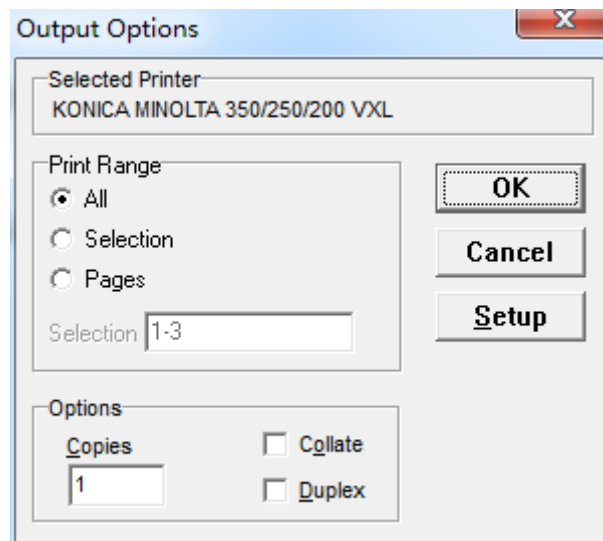 Output Options
Selected Printer
KONICA MINOLTA 350/250/200 VXL
Print Range
All
Selection
Pages
Selection 1-3
OK
Cancel
Setup
Options
Copies
1
Collate
Duplex